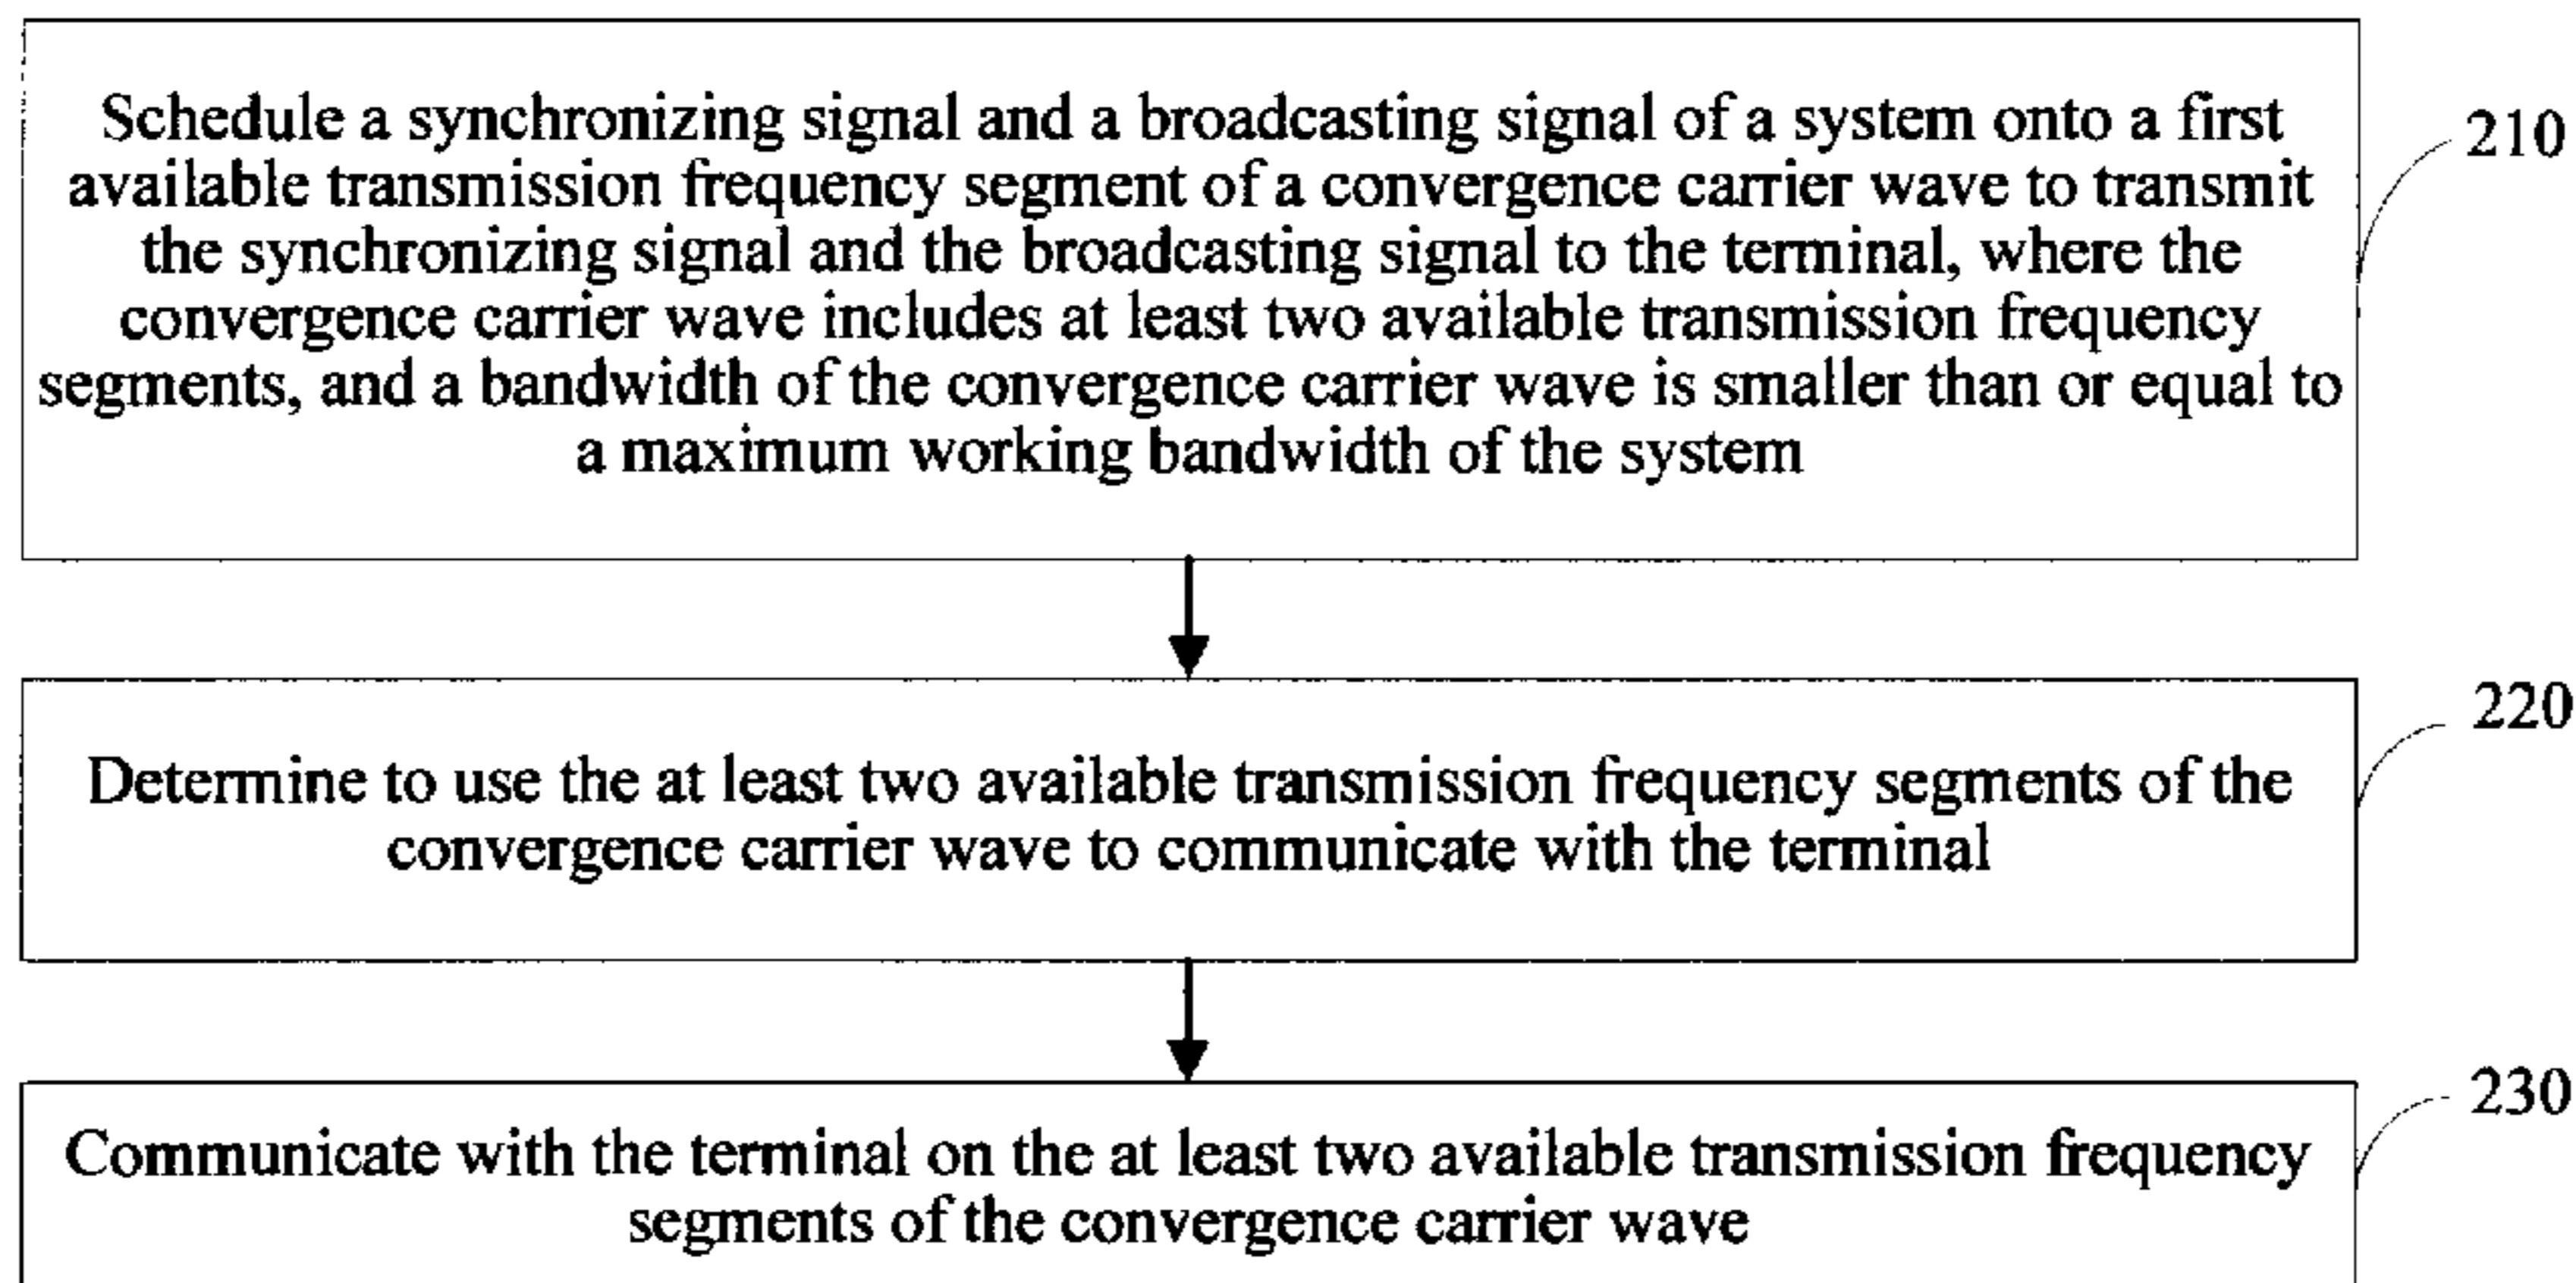 Schedule a synchronizing signal and a broadcasting signal of a system onto a first
available transmission frequency segment of a convergence carrier wave to transmit
the synchronizing signal and the broadcasting signal to the terminal, where the
convergence carrier wave includes at least two available transmission frequency
segments, and a bandwidth of the convergence carrier wave is smaller than or equal to
a maximum working bandwidth of the system
210
Determine to use the at least two available transmission frequency segments of the
convergence carrier wave to communicate with the terminal
220
Communicate with the terminal on the at least two available transmission frequency
segments of the convergence carrier wave
230